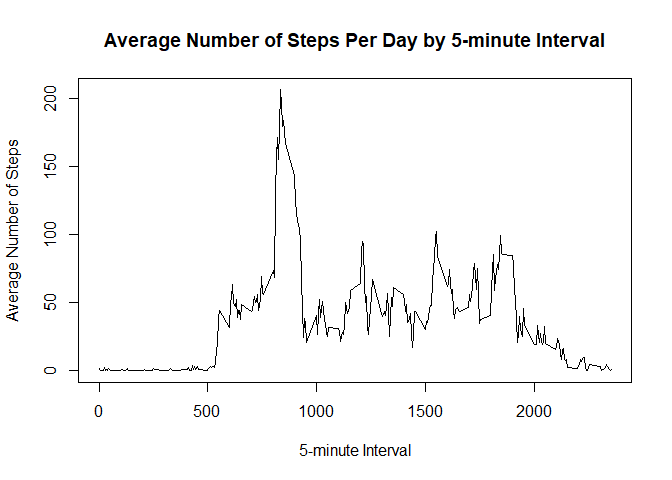 Average Number of Steps Per Day by 5-minute Interval
Average Number of Steps
200
150
100
50
0
0 500 1000 1500 2000
5-minute Interval